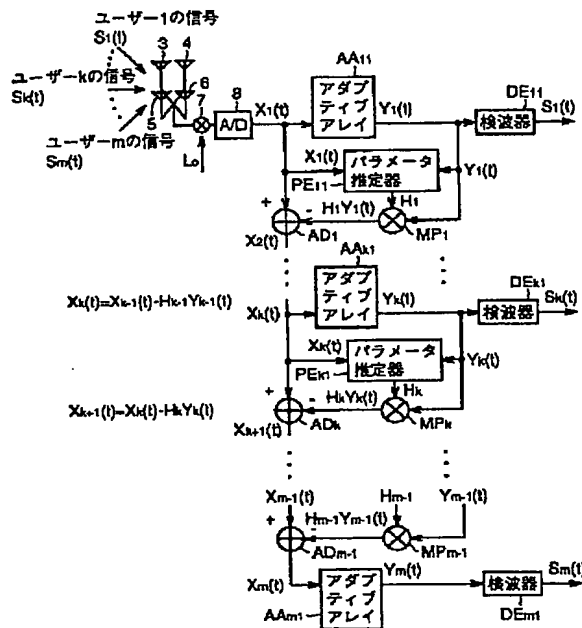 ユーザー1の信号
S1(t)
3 4
ユーザーkの信号
Sk(t)
5 6 7 8
A/D
Lo
ユーザーmの信号
Sm(t)
X1(t)
AA11
アダプ
ティブ
アレイ
Y1(t)
DE11
検波器
S1(t)
X1(t)
パラメータ
推定器
PE11
Y1(t)
H1
+
-
H1Y1(t)
AD1
MP1
X2(t)
AAk1
Xk(t)=Xk-1(t)-Hk-1Yk-1(t)
Xk(t)
アダプ
ティブ
アレイ
Yk(t)
DEk1
検波器
Sk(t)
Xk(t)
パラメータ
推定器
PEk1
Yk(t)
Hk
Xk+1(t)=Xk(t)-HkYk(t)
+
-
HkYk(t)
ADk
MPk
Xk+1(t)
Xm-1(t)
Hm-1
Ym-1(t)
+
-
Hm-1Ym-1(t)
ADm-1
MPm-1
Xm(t)
アダプ
ティブ
アレイ
AAm1
Ym(t)
検波器
DEm1
Sm(t)